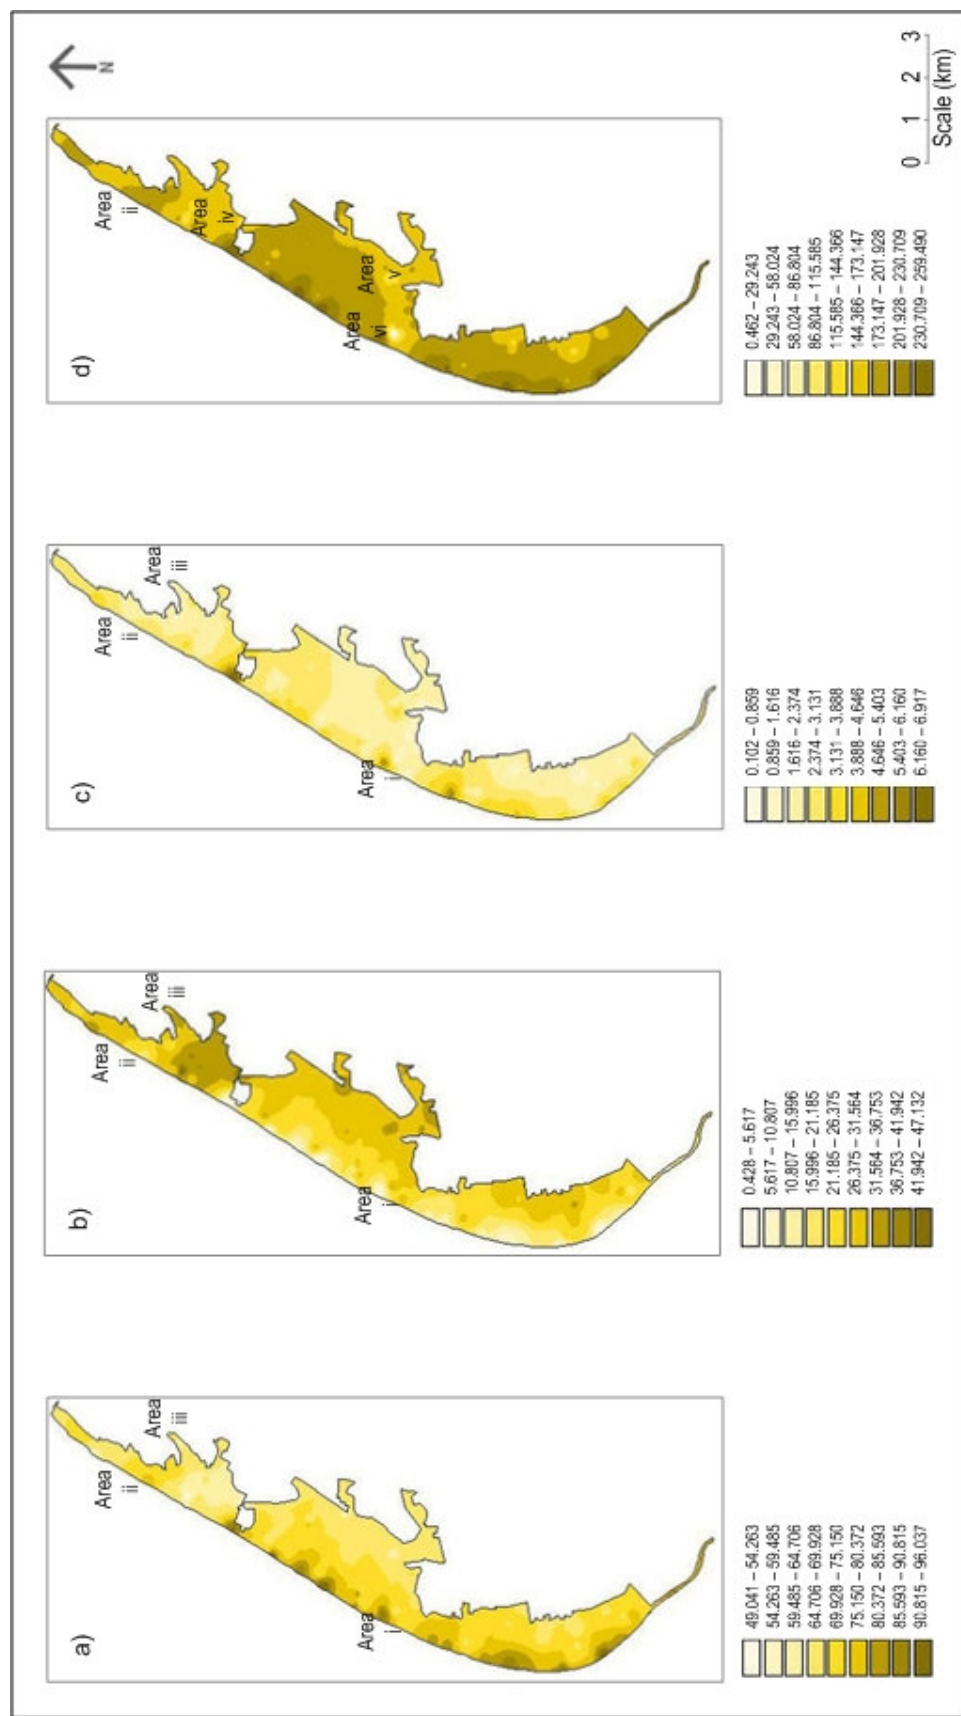 a)
Area
ii
Area
iii
Area
i
49.041 – 54.263
54.263 – 59.485
59.485 – 64.706
64.706 – 69.928
69.928 – 75.150
75.150 – 80.372
80.372 – 85.593
85.593 – 90.815
90.815 – 96.037
b)
Area
ii
Area
iii
Area
i
0.428 – 5.617
5.617 – 10.807
10.807 – 15.996
15.996 – 21.185
21.185 – 26.375
26.375 – 31.564
31.564 – 36.753
36.753 – 41.942
41.942 – 47.132
c)
Area
ii
Area
iii
Area
i
0.102 – 0.859
0.859 – 1.616
1.616 – 2.374
2.374 – 3.131
3.131 – 3.888
3.888 – 4.646
4.646 – 5.403
5.403 – 6.160
6.160 – 6.917
d)
Area
ii
Area
iv
Area
v
Area
vi
0.462 – 29.243
29.243 – 58.024
58.024 – 86.804
86.804 – 115.585
115.585 – 144.366
144.366 – 173.147
173.147 – 201.928
201.928 – 230.709
230.709 – 259.490
N
0 1 2 3
Scale (km)